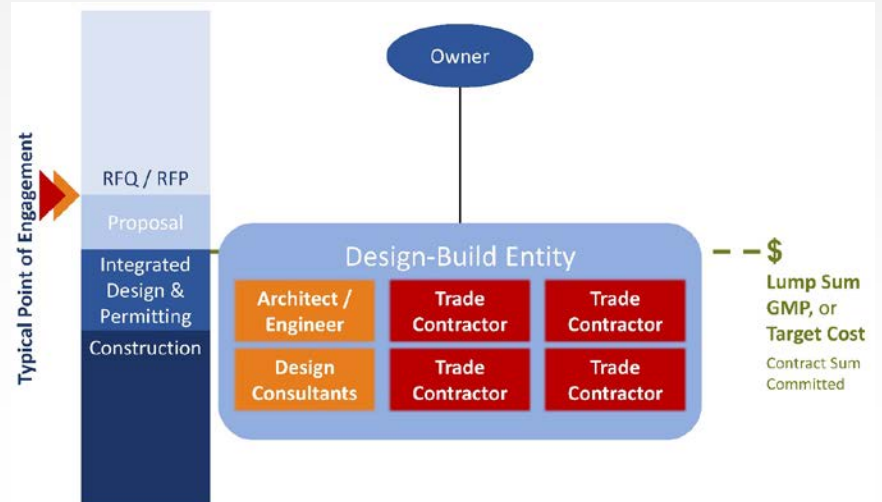 Owner
Typical Point of Engagement
RFQ / RFP
Proposal
Integrated
Design &
Permitting
Construction
Design-Build Entity
Architect /
Engineer
Trade
Contractor
Trade
Contractor
Design
Consultants
Trade
Contractor
Trade
Contractor
$
Lump Sum
GMP, or
Target Cost
Contract Sum
Committed